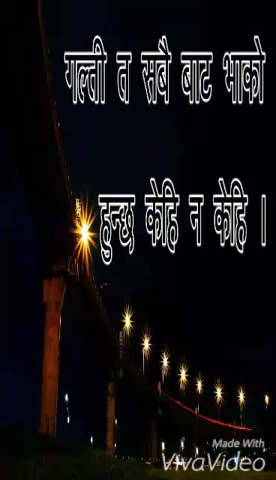 गल्ती त सबै बाट भाको
हुन्छ केहि न केहि ।
Made With
VivaVideo